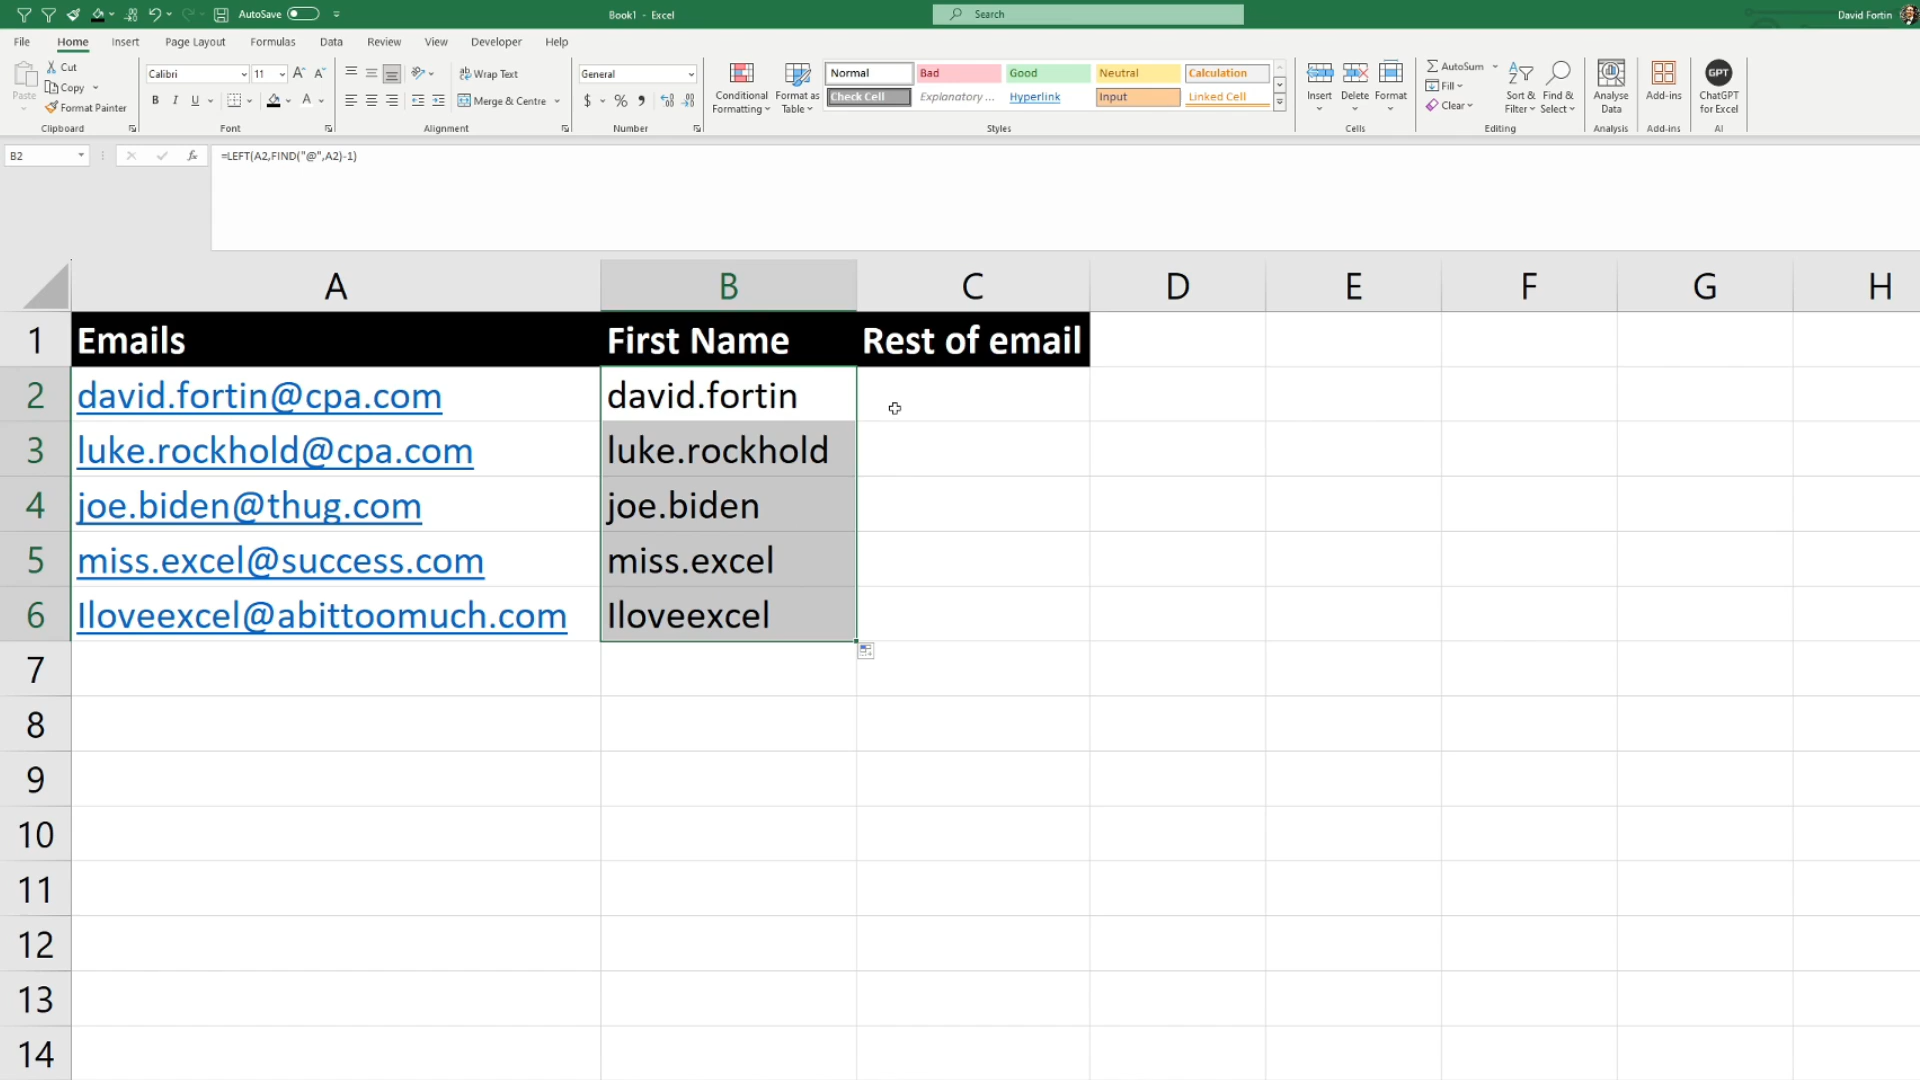 AutoSave
Book1 - Excel
Search
David Fortin
File Home Insert Page Layout Formulas Data Review View Developer Help
Paste
Cut
Copy
Format Painter
Clipboard
Calibri 11
B I U
Font
Wrap Text
Merge & Centre
Alignment
General
$ %
Number
Conditional Formatting
Format as Table
Normal Bad Good Neutral Calculation
Check Cell Explanatory ... Hyperlink Input Linked Cell
Styles
Insert Delete Format
Cells
AutoSum
Fill
Clear
Sort & Filter
Find & Select
Editing
Analyse Data
Analysis
Add-ins
Add-ins
GPT
ChatGPT for Excel
AI
B2 fx =LEFT(A2,FIND("@",A2)-1)
A B C D E F G H
1 Emails First Name Rest of email
2 david.fortin@cpa.com david.fortin
3 luke.rockhold@cpa.com luke.rockhold
4 joe.biden@thug.com joe.biden
5 miss.excel@success.com miss.excel
6 Iloveexcel@abittoomuch.com Iloveexcel
7
8
9
10
11
12
13
14